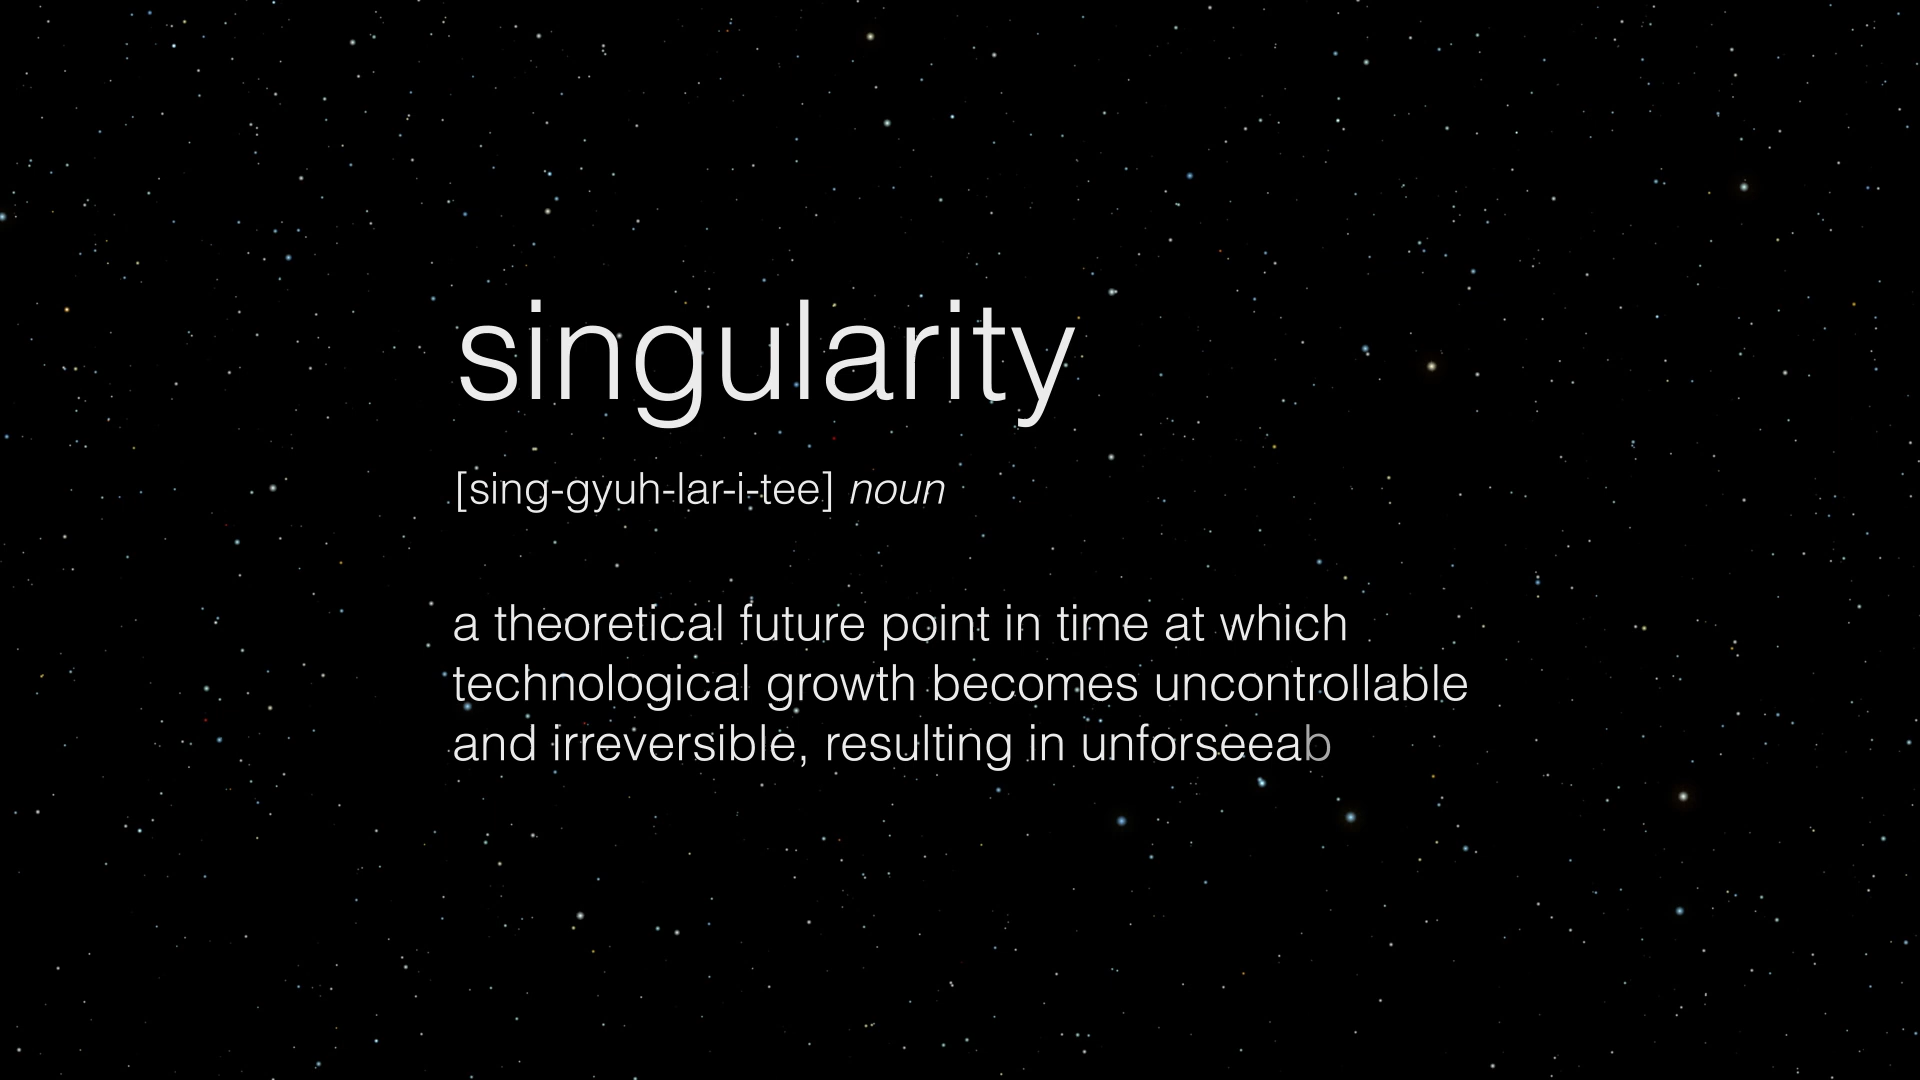 singularity
[sing-gyuh-lar-i-tee] noun
a theoretical future point in time at which
technological growth becomes uncontrollable
and irreversible, resulting in unforseeab